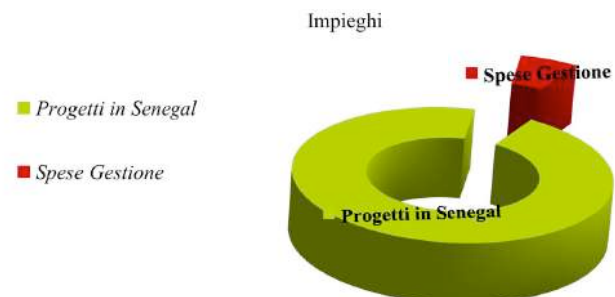 Impieghi
Spese Gestione
Progetti in Senegal
Spese Gestione
Progetti in Senegal